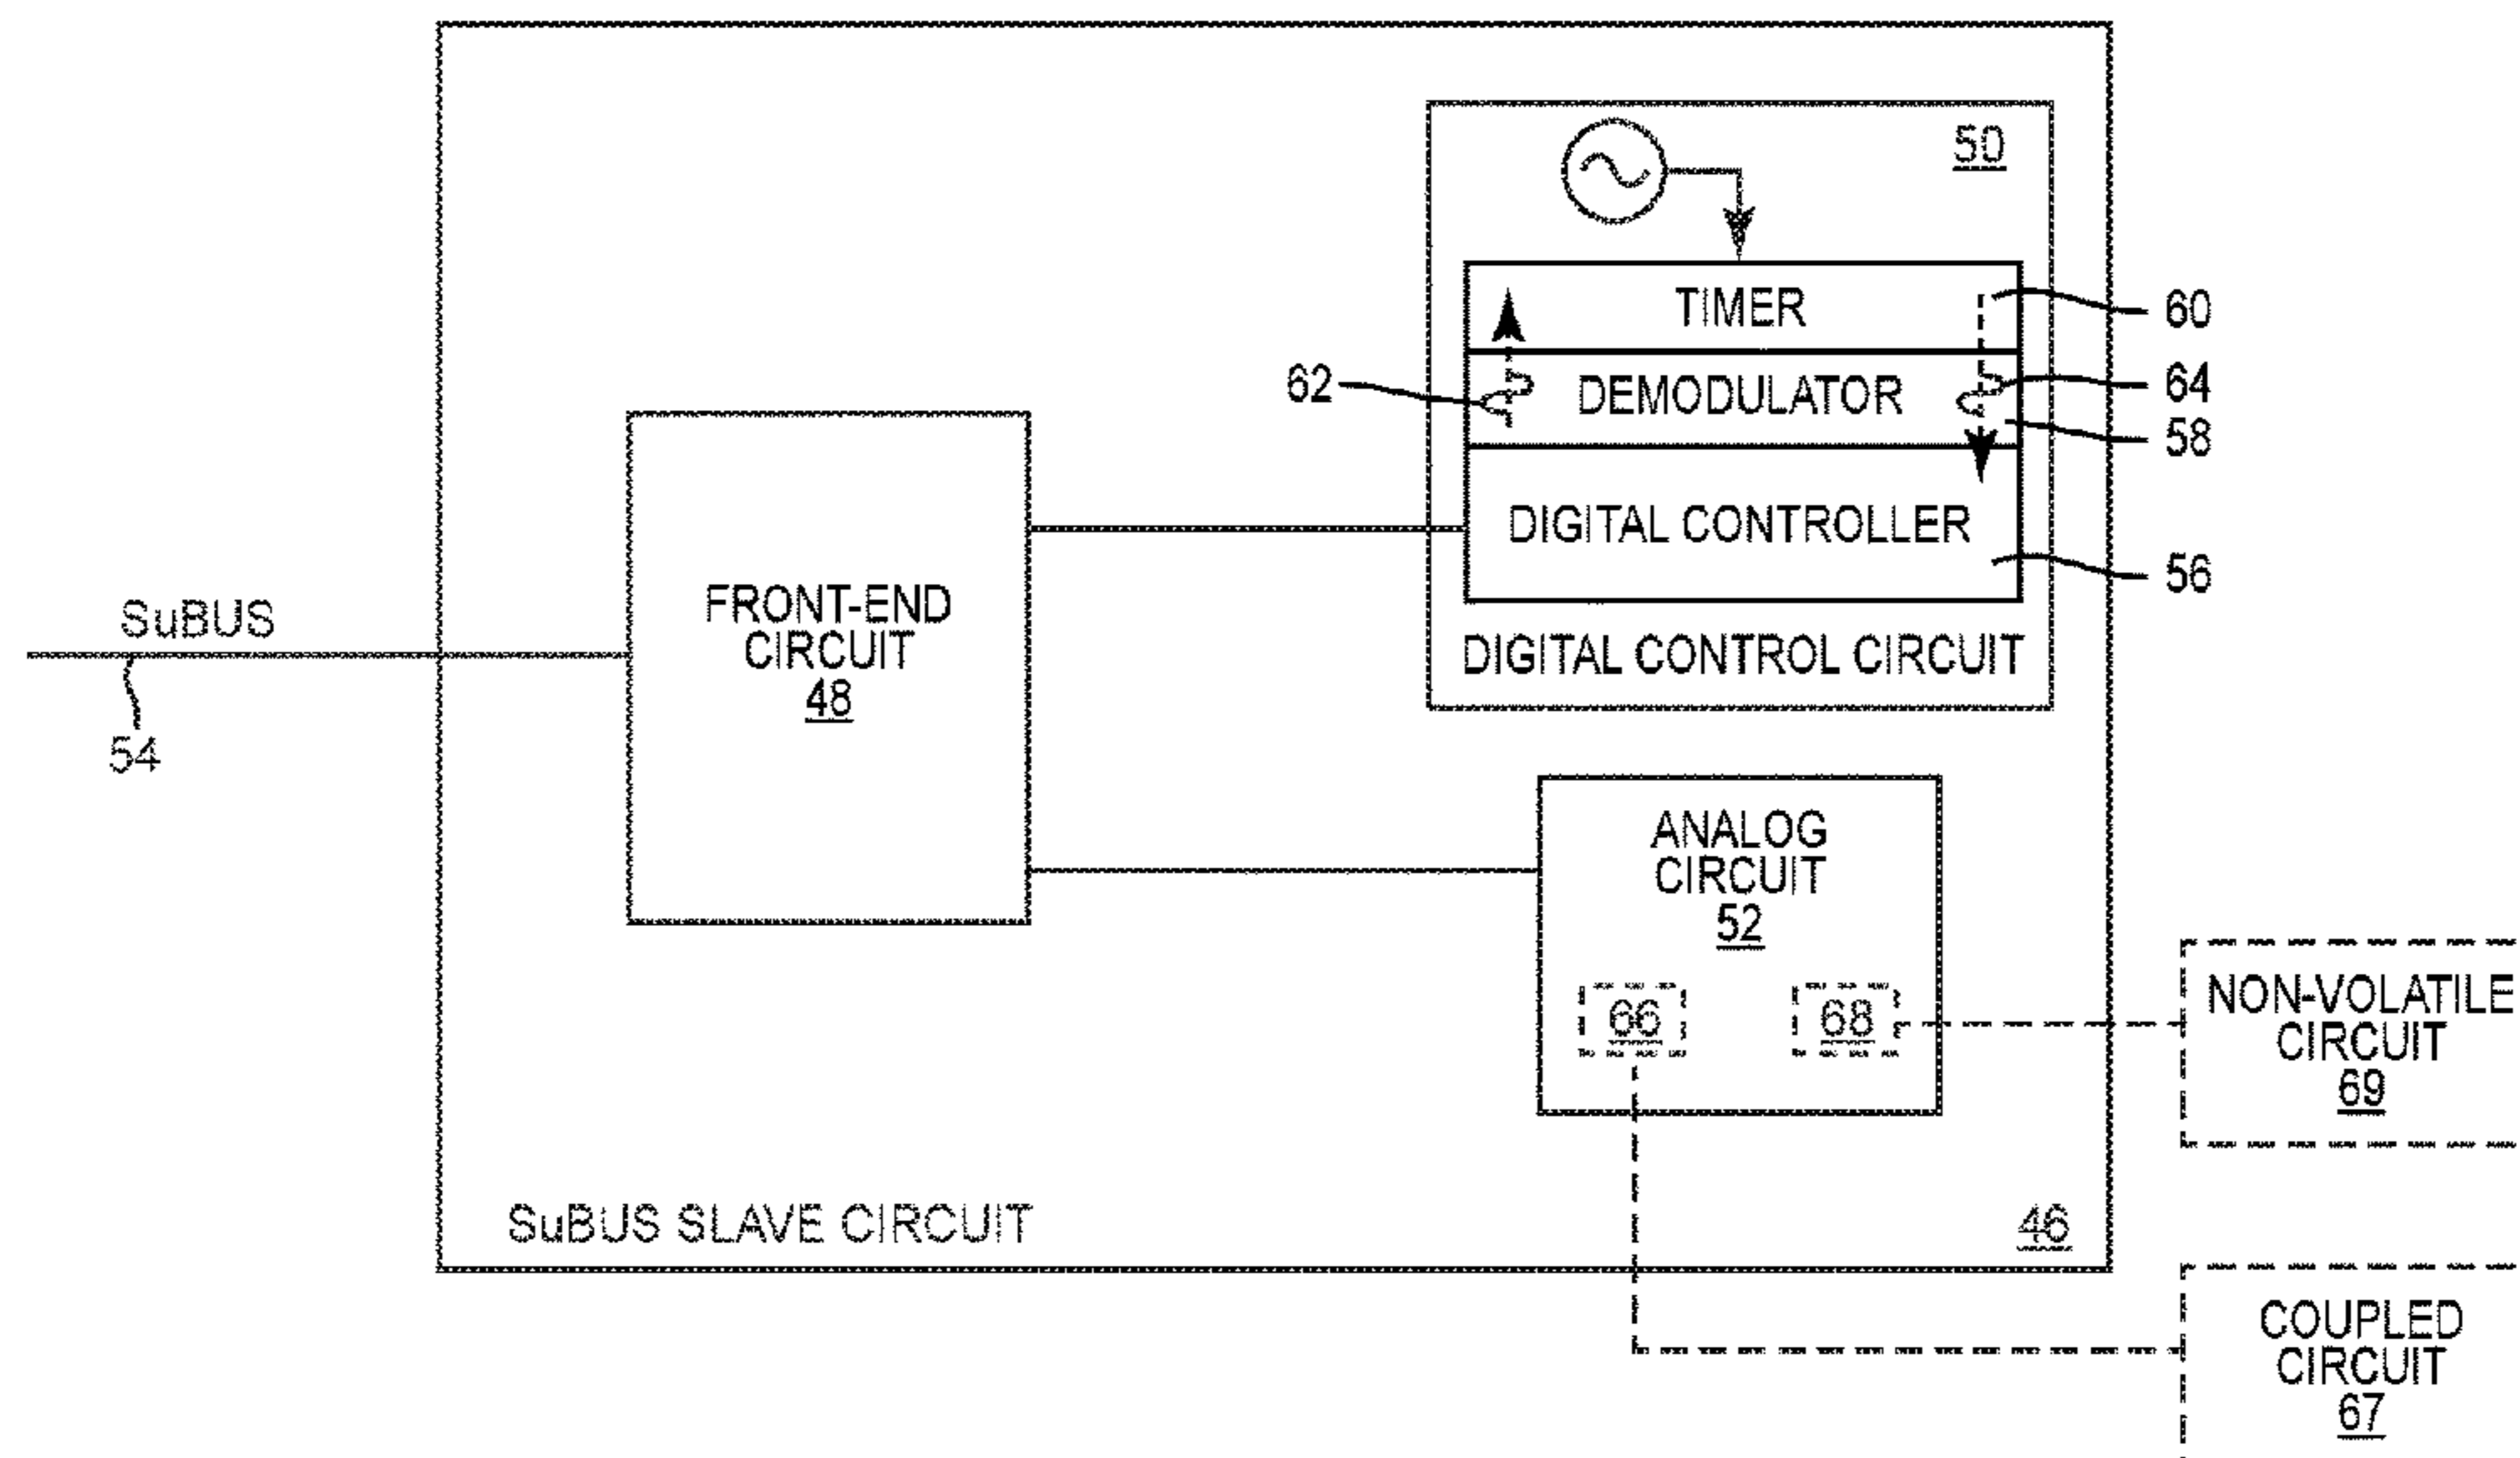 50
TIMER
60
62
DEMODULATOR
64
58
DIGITAL CONTROLLER
56
DIGITAL CONTROL CIRCUIT
SuBUS
54
FRONT-END
CIRCUIT
48
ANALOG
CIRCUIT
52
66
68
NON-VOLATILE
CIRCUIT
69
SuBUS SLAVE CIRCUIT
46
COUPLED
CIRCUIT
67